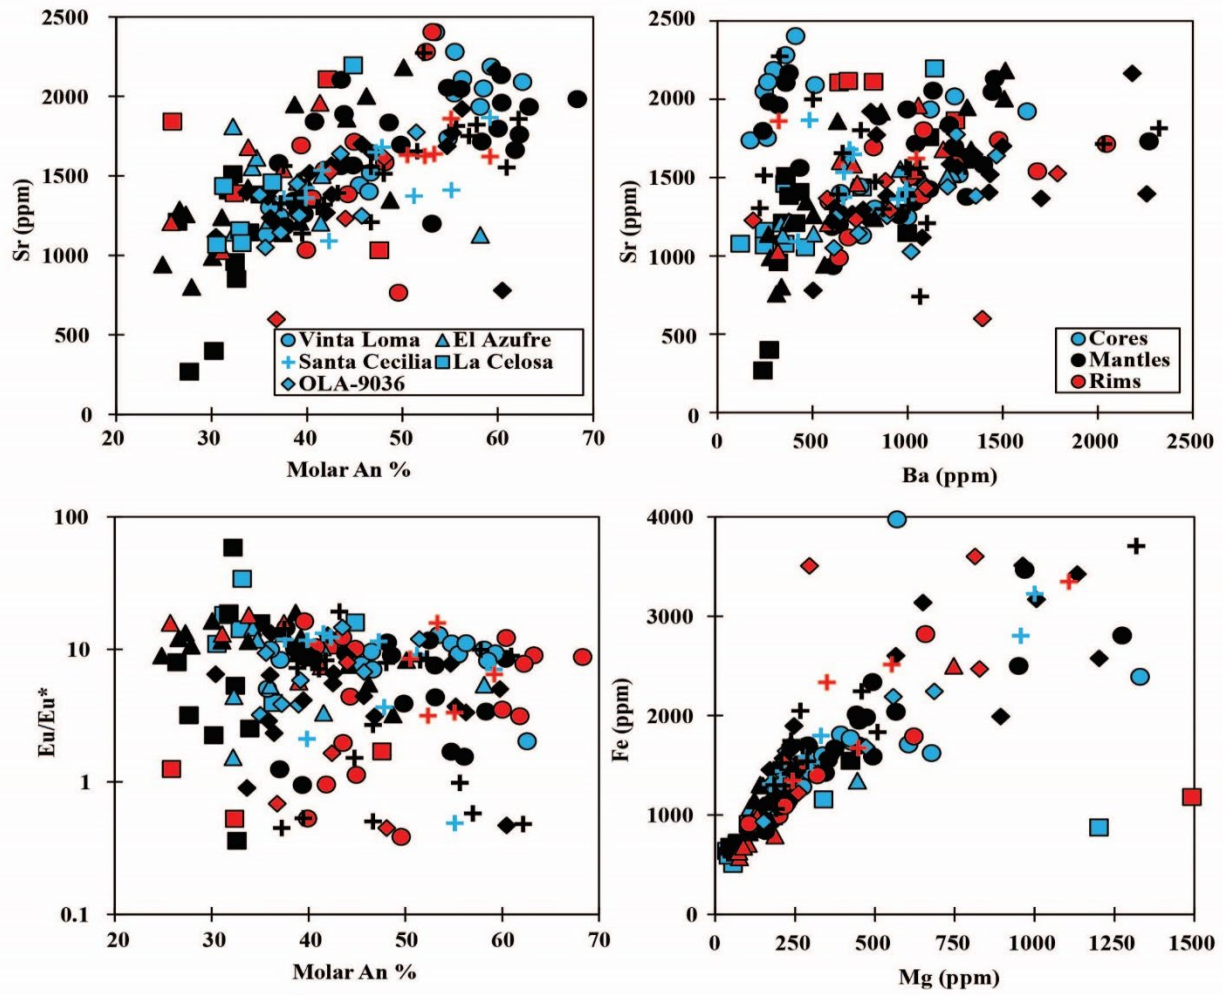 2500
2000
1500
1000
500
0
Sr (ppm)
20 30 40 50 60 70
Molar An %
Vinta Loma El Azufre
Santa Cecilia La Celosa
OLA-9036
2500
2000
1500
1000
500
0
Sr (ppm)
0 500 1000 1500 2000 2500
Ba (ppm)
Cores
Mantles
Rims
100
10
1
0.1
Eu/Eu*
20 30 40 50 60 70
Molar An %
4000
3000
2000
1000
0
Fe (ppm)
0 250 500 750 1000 1250 1500
Mg (ppm)